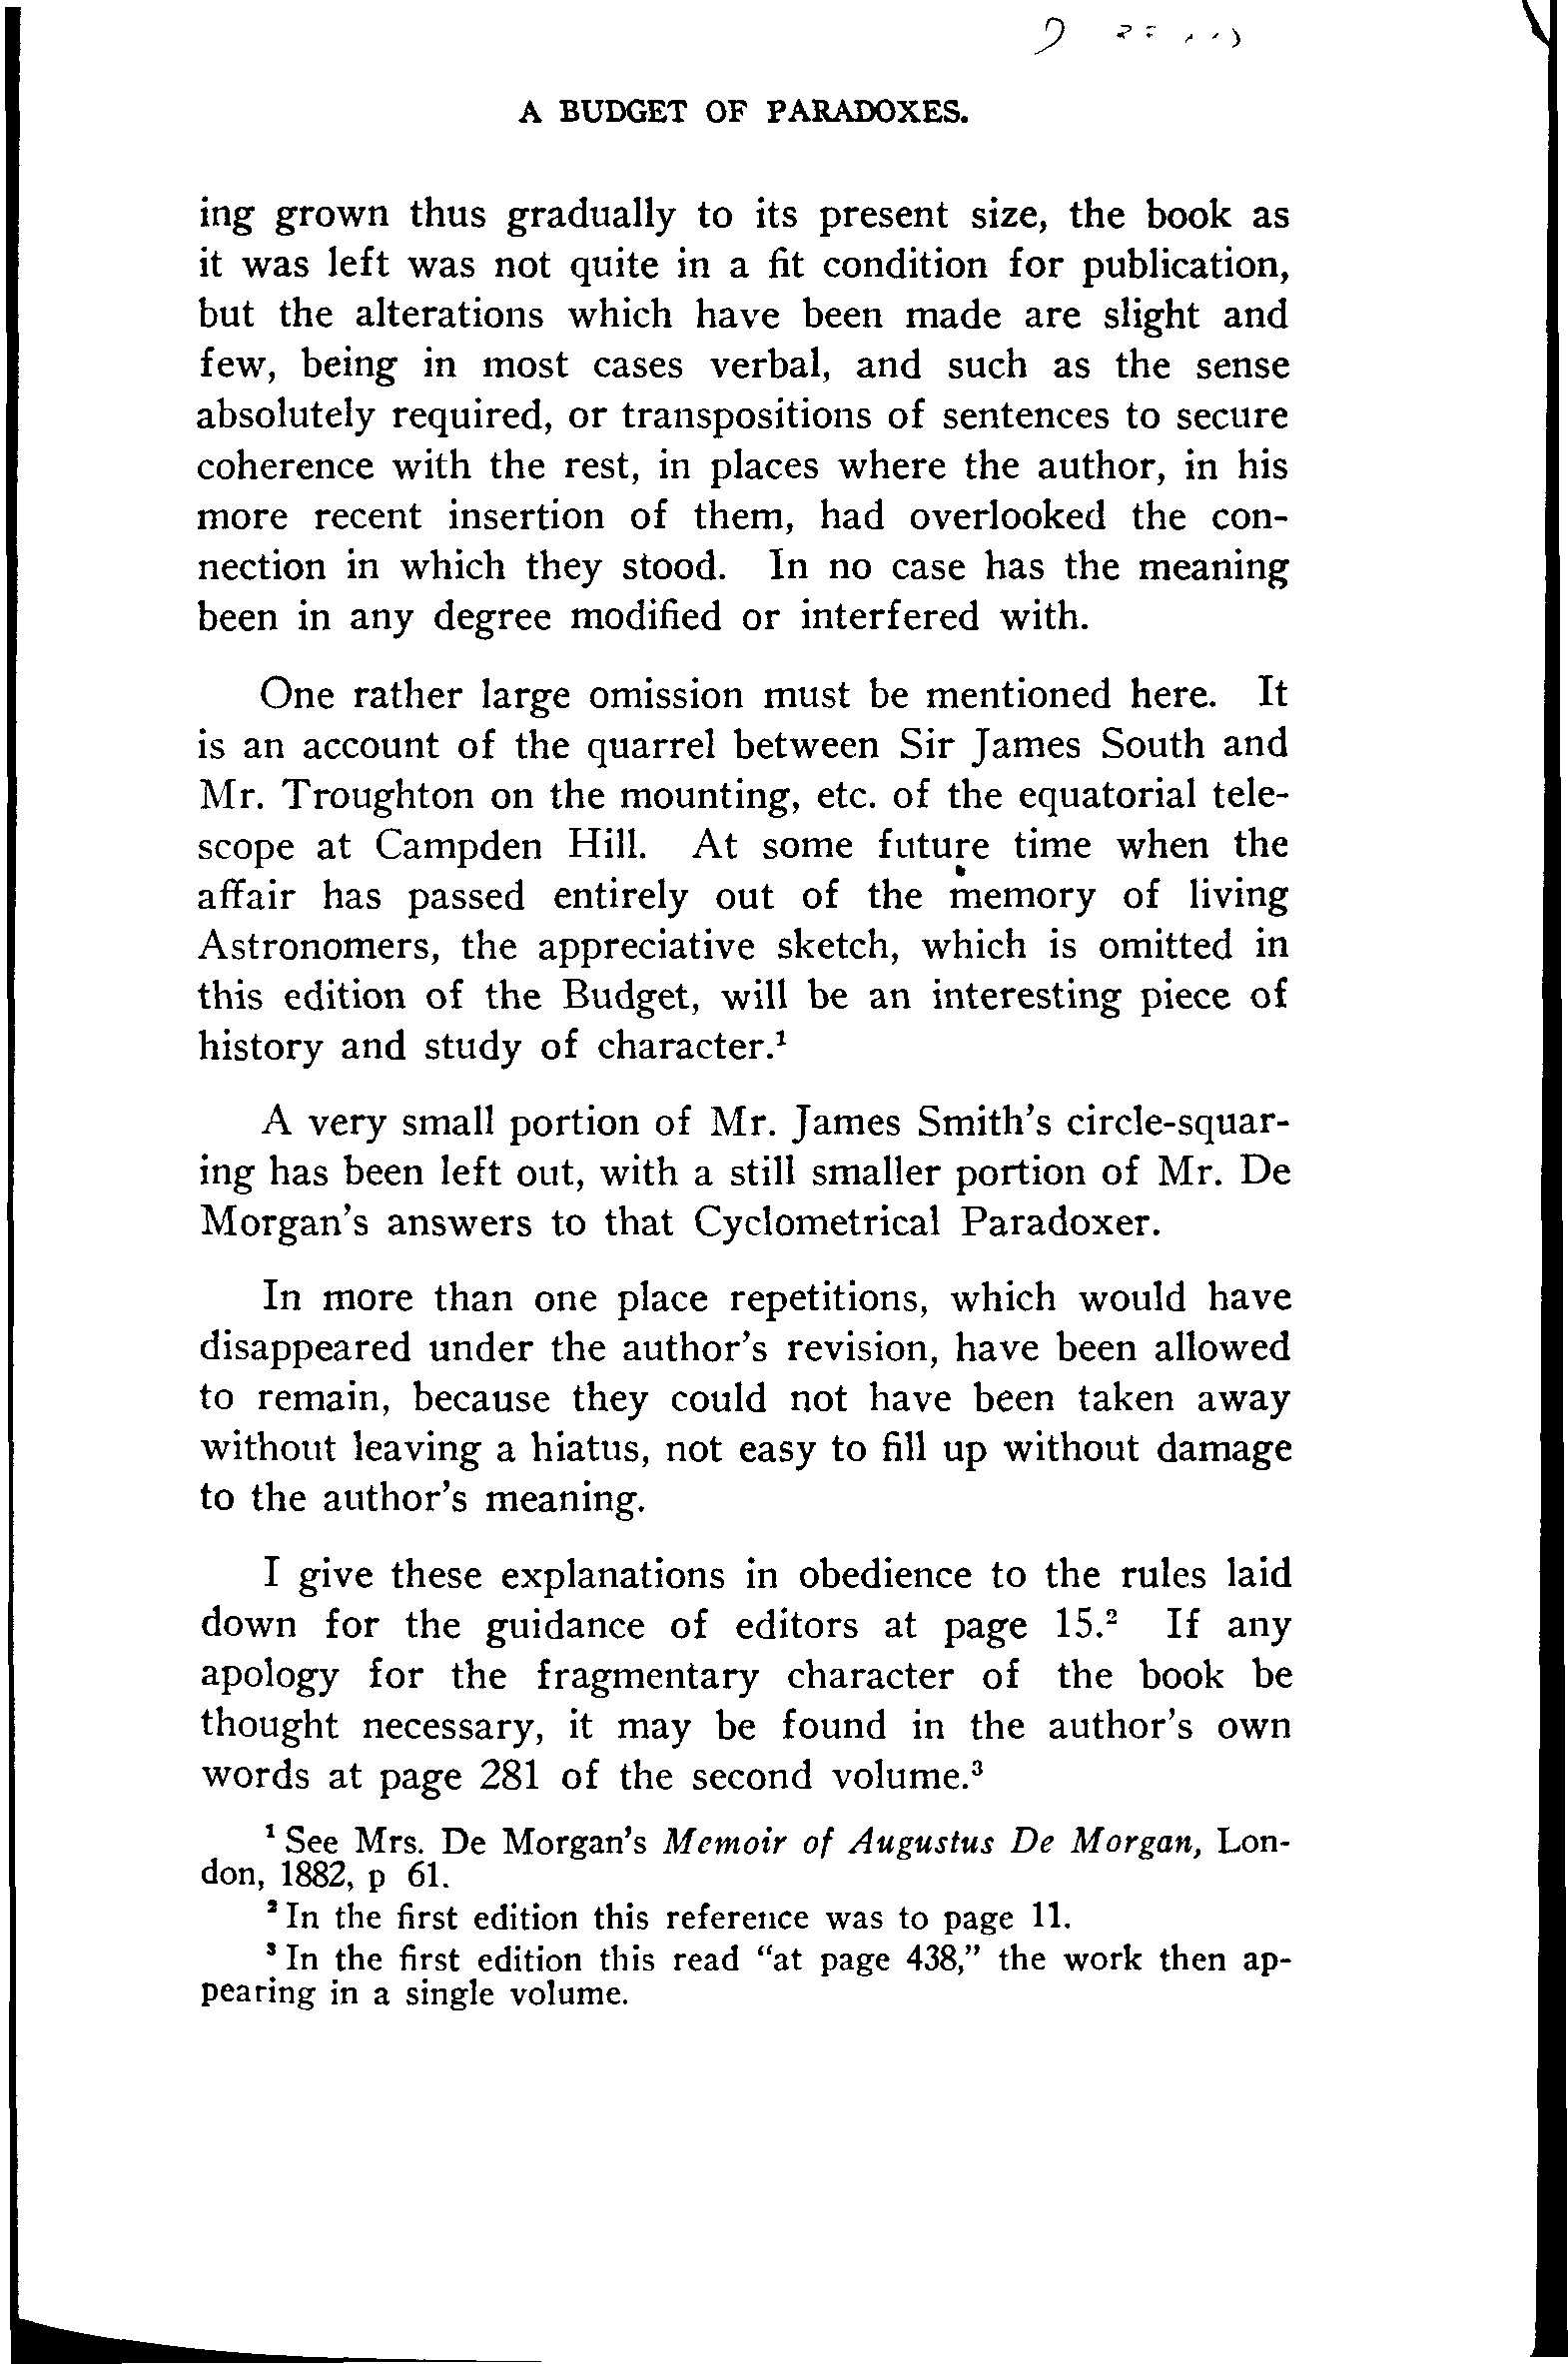 A BUDGET OF PARADOXES.
ing grown thus gradually to its present size, the book as
it was left was not quite in a fit condition for publication,
but the alterations which have been made are slight and
few, being in most cases verbal, and such as the sense
absolutely required, or transpositions of sentences to secure
coherence with the rest, in places where the author, in his
more recent insertion of them, had overlooked the con-
nection in which they stood. In no case has the meaning
been in any degree modified or interfered with.
One rather large omission must be mentioned here. It
is an account of the quarrel between Sir James South and
Mr. Troughton on the mounting, etc. of the equatorial tele-
scope at Campden Hill. At some future time when the
affair has passed entirely out of the memory of living
Astronomers, the appreciative sketch, which is omitted in
this edition of the Budget, will be an interesting piece of
history and study of character.¹
A very small portion of Mr. James Smith's circle-squar-
ing has been left out, with a still smaller portion of Mr. De
Morgan's answers to that Cyclometrical Paradoxer.
In more than one place repetitions, which would have
disappeared under the author's revision, have been allowed
to remain, because they could not have been taken away
without leaving a hiatus, not easy to fill up without damage
to the author's meaning.
I give these explanations in obedience to the rules laid
down for the guidance of editors at page 15.² If any
apology for the fragmentary character of the book be
thought necessary, it may be found in the author's own
words at page 281 of the second volume.³
¹ See Mrs. De Morgan's Memoir of Augustus De Morgan, Lon-
don, 1882, p 61.
² In the first edition this reference was to page 11.
³ In the first edition this read "at page 438," the work then ap-
pearing in a single volume.